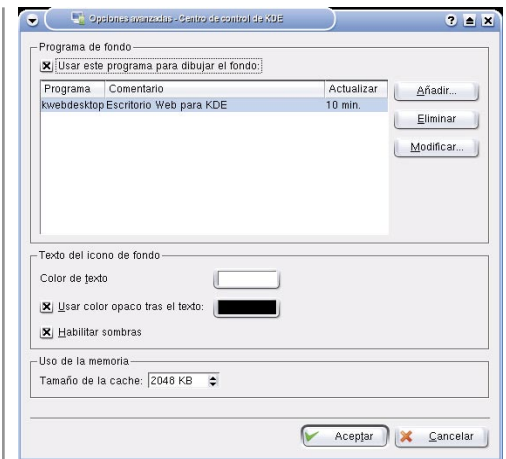 Opciones avanzadas - Centro de control de KDE
Programa de fondo
Usar este programa para dibujar el fondo:
Programa Comentario Actualizar
kwebdesktop Escritorio Web para KDE 10 min.
Añadir...
Eliminar
Modificar...
Texto del icono de fondo
Color de texto
Usar color opaco tras el texto:
Habilitar sombras
Uso de la memoria
Tamaño de la cache: 2048 KB
Aceptar Cancelar